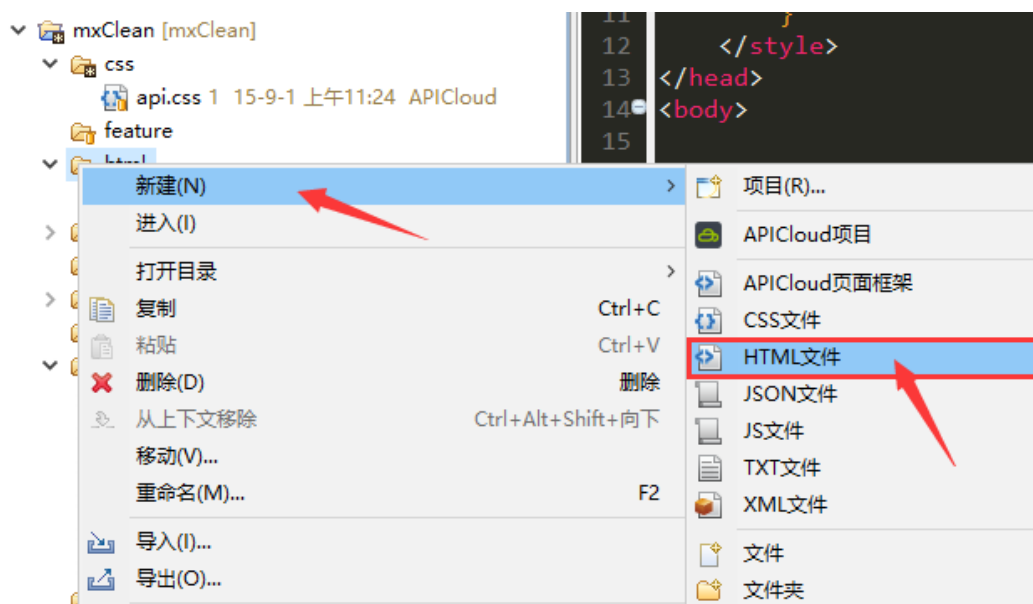 mxClean [mxClean]
css
api.css 1 15-9-1 上午11:24 APICloud
feature
html
11 }
12 </style>
13 </head>
14 <body>
15
新建(N)
进入(I)
打开目录
复制 Ctrl+C
粘贴 Ctrl+V
删除(D) 删除
从上下文移除 Ctrl+Alt+Shift+向下
移动(V)...
重命名(M)... F2
导入(I)...
导出(O)...
项目(R)...
APICloud项目
APICloud页面框架
CSS文件
HTML文件
JSON文件
JS文件
TXT文件
XML文件
文件
文件夹